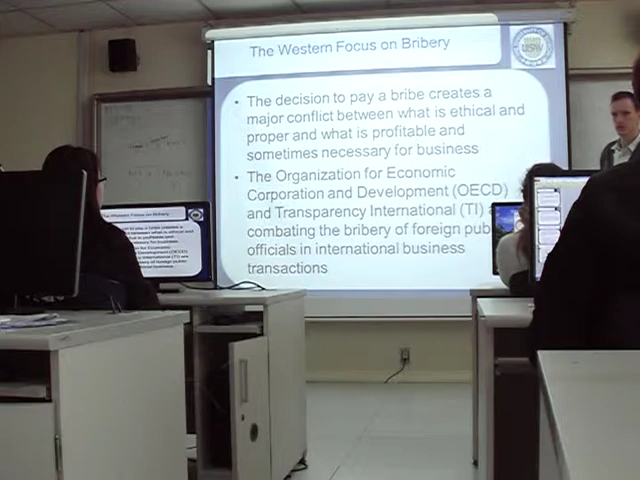 The Western Focus on Bribery
• The decision to pay a bribe creates a
major conflict between what is ethical and
proper and what is profitable and
sometimes necessary for business
• The Organization for Economic
Corporation and Development (OECD)
and Transparency International (TI) a
combating the bribery of foreign pub
officials in international business
transactions